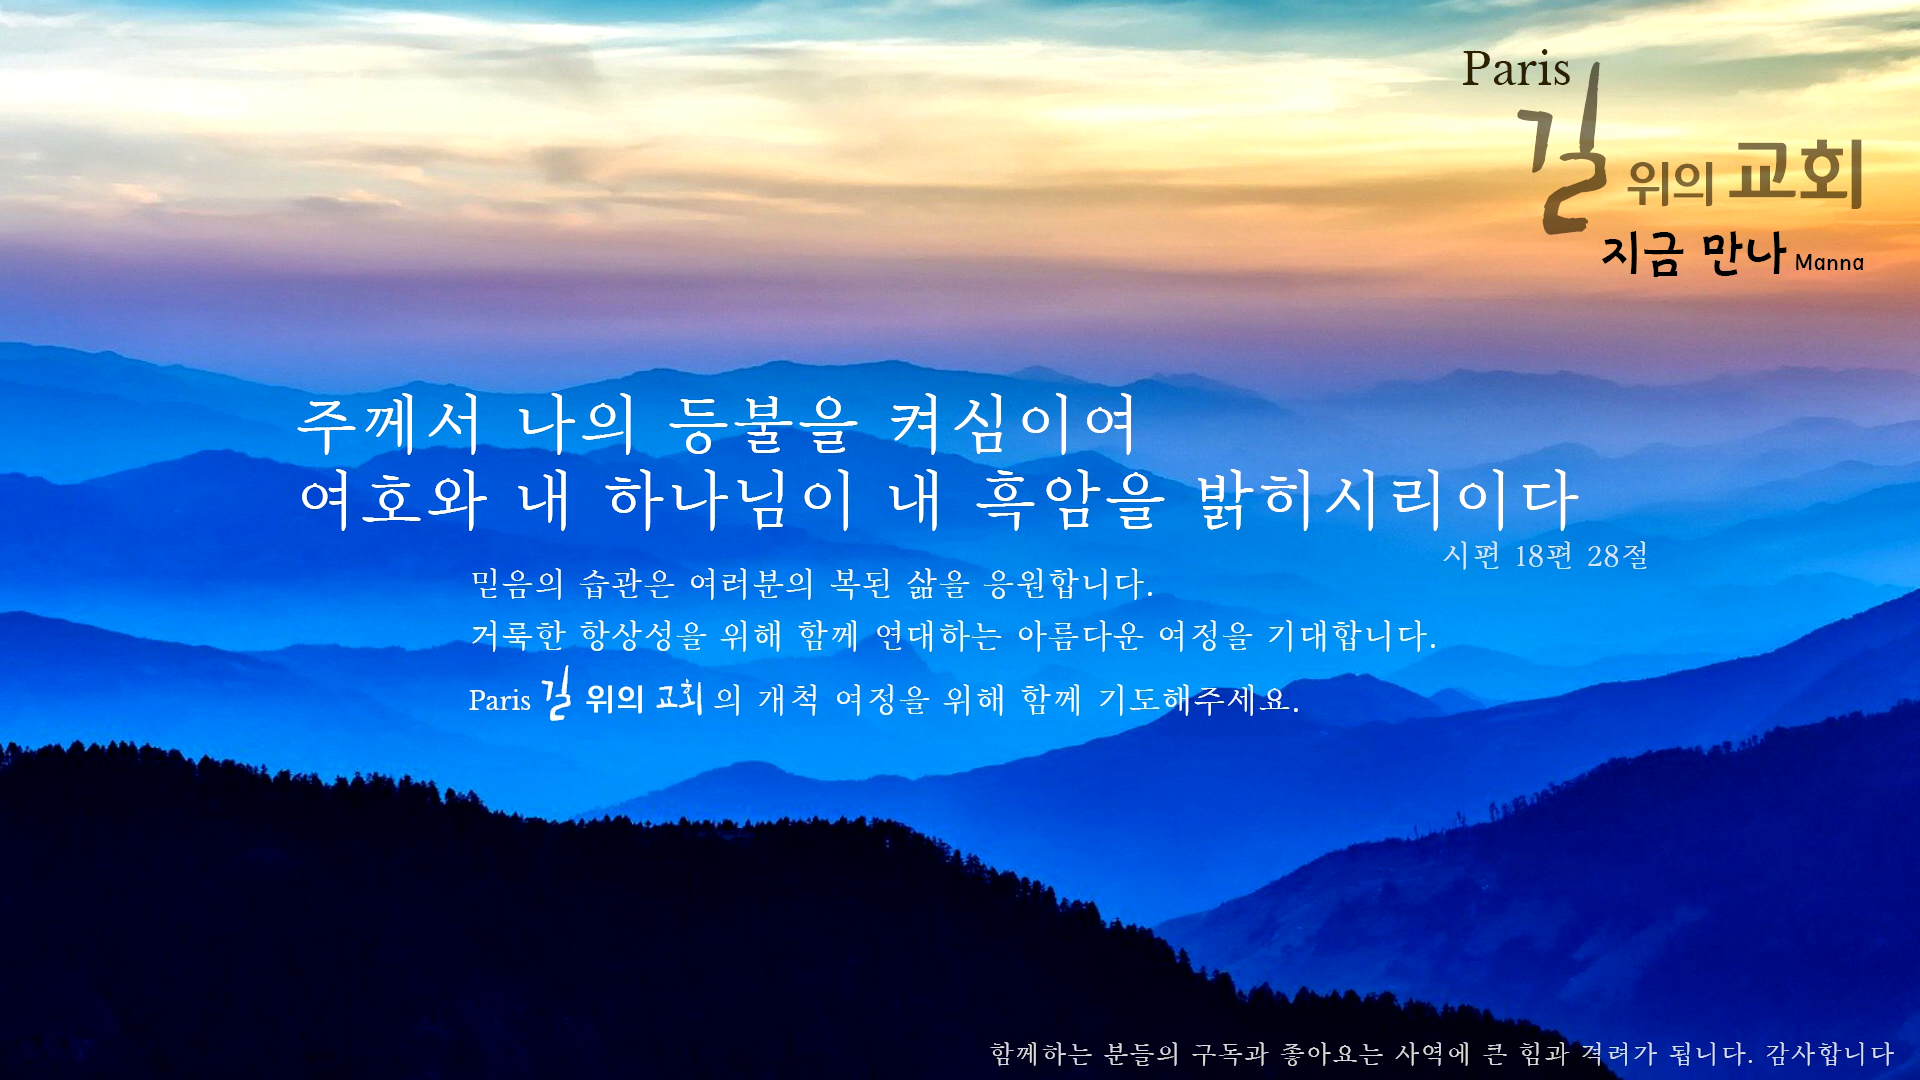 Paris
길 위의 교회
지금 만나 Manna
주께서 나의 등불을 켜심이여
여호와 내 하나님이 내 흑암을 밝히시리이다
시편 18편 28절
믿음의 습관은 여러분의 복된 삶을 응원합니다.
거룩한 항상성을 위해 함께 연대하는 아름다운 여정을 기대합니다.
Paris 길 위의 교회의 개척 여정을 위해 함께 기도해주세요.
함께하는 분들의 구독과 좋아요는 사역에 큰 힘과 격려가 됩니다. 감사합니다